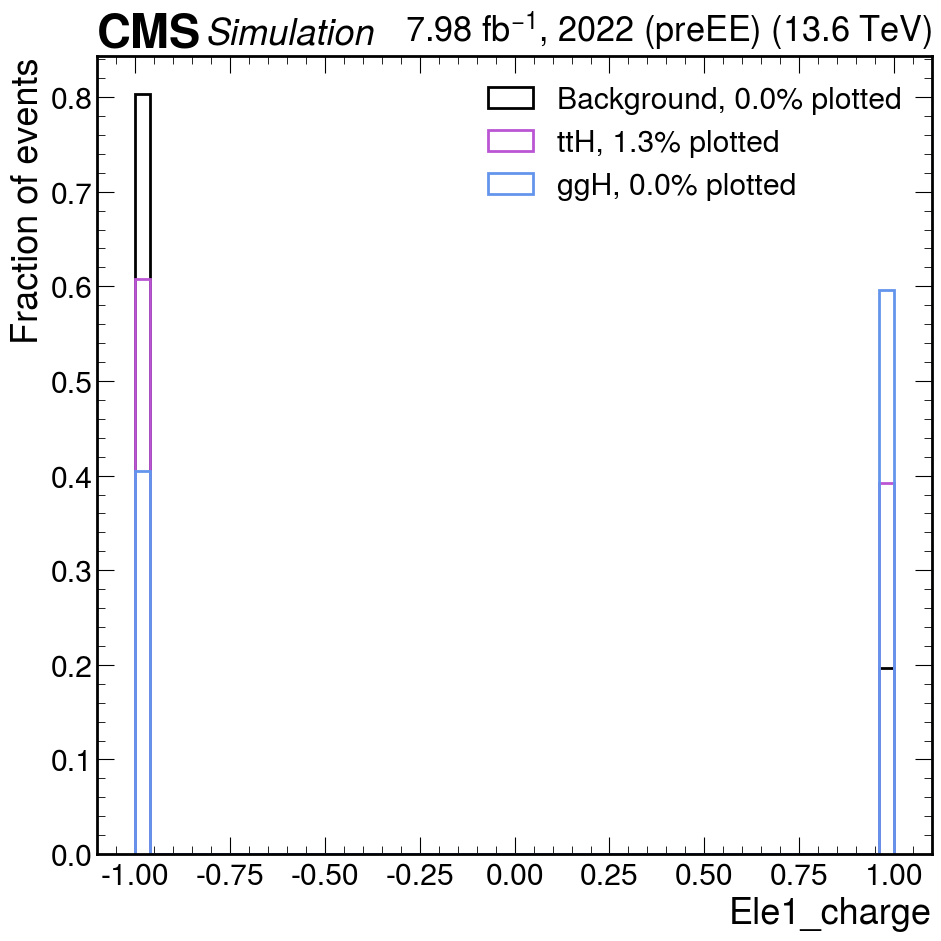 CMS Simulation 7.98 fb⁻¹, 2022 (preEE) (13.6 TeV)
Fraction of events
0.8
0.7
0.6
0.5
0.4
0.3
0.2
0.1
0.0
Background, 0.0% plotted
ttH, 1.3% plotted
ggH, 0.0% plotted
-1.00 -0.75 -0.50 -0.25 0.00 0.25 0.50 0.75 1.00
Ele1_charge